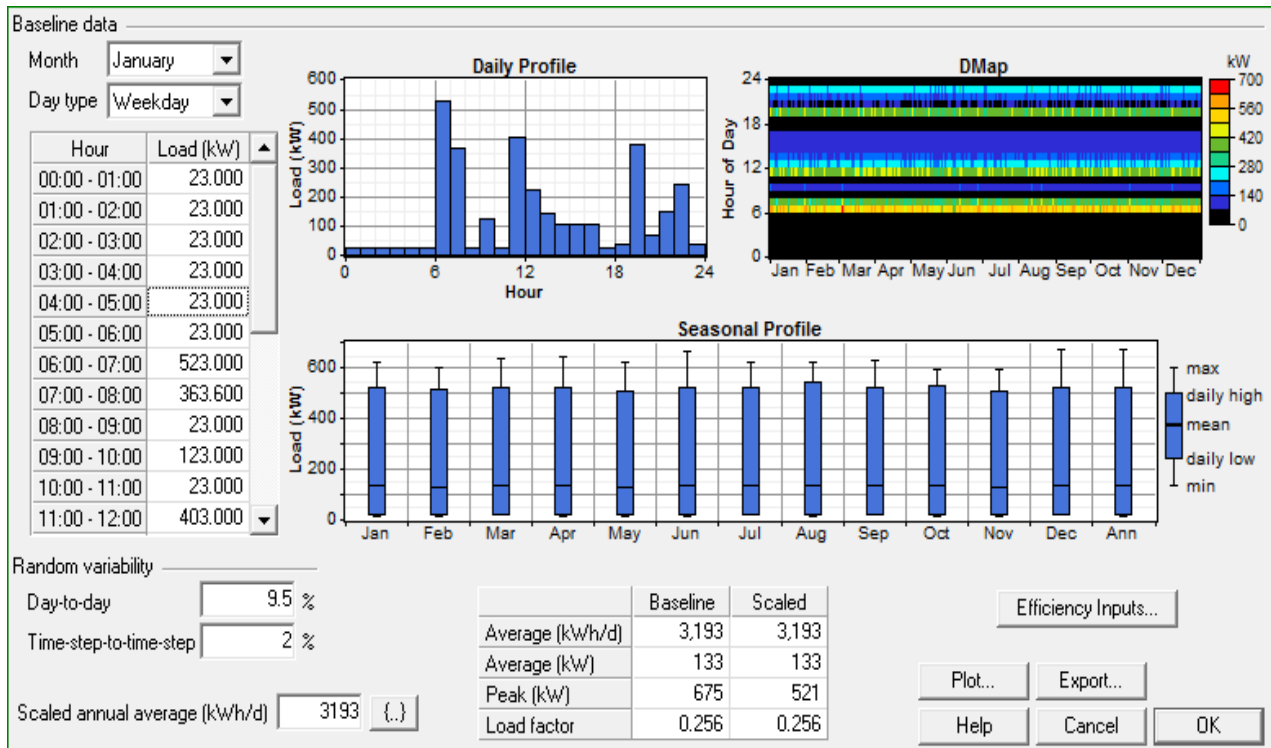 Baseline data
Month January
Day type Weekday
Hour Load (kW)
00:00 - 01:00 23.000
01:00 - 02:00 23.000
02:00 - 03:00 23.000
03:00 - 04:00 23.000
04:00 - 05:00 23.000
05:00 - 06:00 23.000
06:00 - 07:00 523.000
07:00 - 08:00 363.600
08:00 - 09:00 23.000
09:00 - 10:00 123.000
10:00 - 11:00 23.000
11:00 - 12:00 403.000
Daily Profile
Load (kW)
600
500
400
300
200
100
0
0 6 12 18 24
Hour
DMap
Hour of Day
24
18
12
6
0
Jan Feb Mar Apr May Jun Jul Aug Sep Oct Nov Dec
kW
700
560
420
280
140
0
Seasonal Profile
Load (kW)
600
400
200
0
Jan Feb Mar Apr May Jun Jul Aug Sep Oct Nov Dec Ann
max
daily high
mean
daily low
min
Random variability
Day-to-day 9.5 %
Time-step-to-time-step 2 %
Scaled annual average (kWh/d) 3193 {..}
Baseline Scaled
Average (kWh/d) 3,193 3,193
Average (kW) 133 133
Peak (kW) 675 521
Load factor 0.256 0.256
Efficiency Inputs...
Plot... Export...
Help Cancel OK